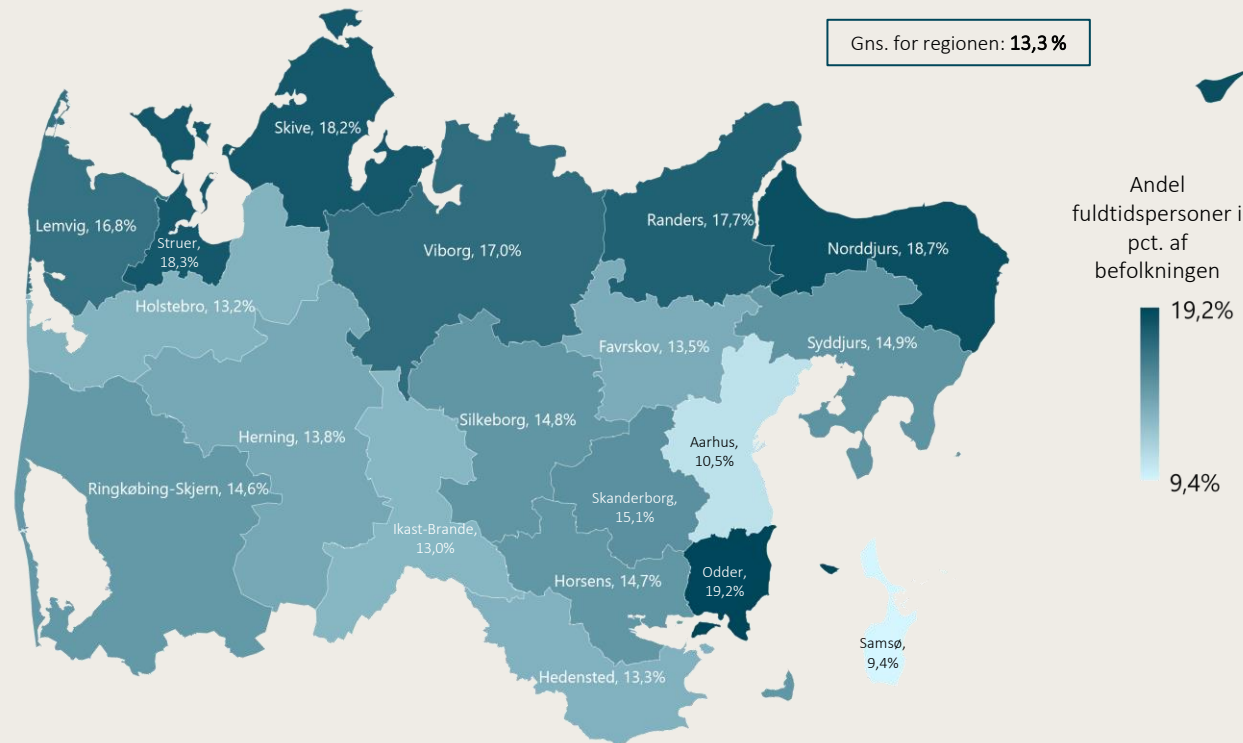 Gns. for regionen: 13,3 %
Skive, 18,2%
Lemvig, 16,8%
Struer,
18,3%
Viborg, 17,0%
Randers, 17,7%
Norddjurs, 18,7%
Holstebro, 13,2%
Favrskov, 13,5%
Syddjurs, 14,9%
Silkeborg, 14,8%
Herning, 13,8%
Aarhus,
10,5%
Ringkøbing-Skjern, 14,6%
Skanderborg,
15,1%
Ikast-Brande,
13,0%
Horsens, 14,7%
Odder,
19,2%
Samsø,
9,4%
Hedensted, 13,3%
Andel
fuldtidspersoner i
pct. af
befolkningen
19,2%
9,4%